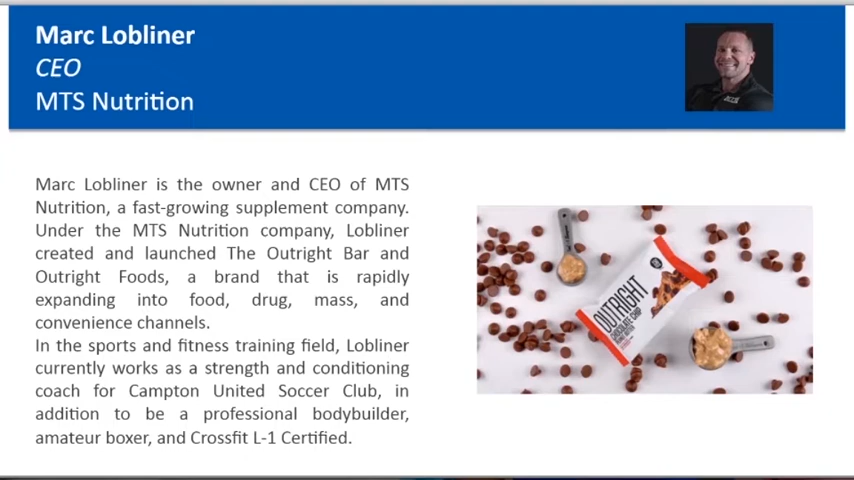 Marc Lobliner
CEO
MTS Nutrition
Marc Lobliner is the owner and CEO of MTS
Nutrition, a fast-growing supplement company.
Under the MTS Nutrition company, Lobliner
created and launched The Outright Bar and
Outright Foods, a brand that is rapidly
expanding into food, drug, mass, and
convenience channels.
In the sports and fitness training field, Lobliner
currently works as a strength and conditioning
coach for Campton United Soccer Club, in
addition to be a professional bodybuilder,
amateur boxer, and Crossfit L-1 Certified.
OUTRIGHT
CHOCOLATE CHIP
PEANUT BUTTER